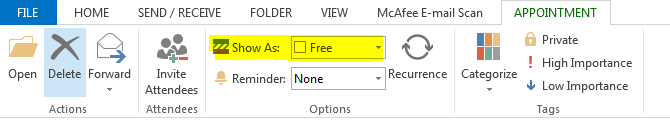 FILE HOME SEND / RECEIVE FOLDER VIEW McAfee E-mail Scan APPOINTMENT
Open Delete Forward
Actions
Invite
Attendees
Attendees
Show As: Free
Reminder: None
Recurrence
Options
Categorize
Private
High Importance
Low Importance
Tags